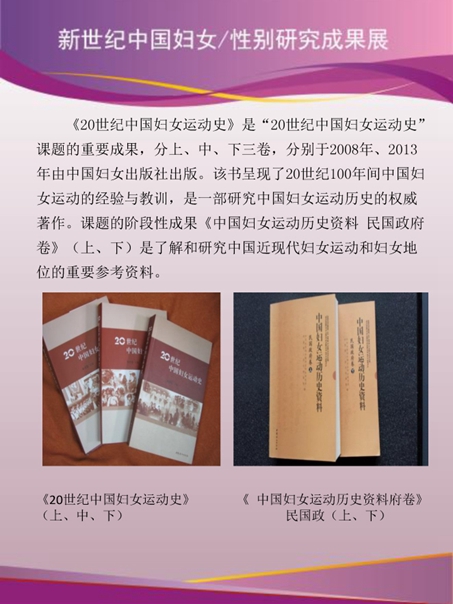 新世纪中国妇女/性别研究成果展
《20世纪中国妇女运动史》是“20世纪中国妇女运动史”
课题的重要成果，分上、中、下三卷，分别于2008年、2013
年由中国妇女出版社出版。该书呈现了20世纪100年间中国妇
女运动的经验与教训，是一部研究中国妇女运动历史的权威
著作。课题的阶段性成果《中国妇女运动历史资料 民国政府
卷》（上、下）是了解和研究中国近现代妇女运动和妇女地
位的重要参考资料。
20世纪
中国妇
20世纪
中国妇
20世纪
中国妇女运动史
中国妇女运动历史资料
中国妇女运动历史资料
《20世纪中国妇女运动史》
（上、中、下）
《 中国妇女运动历史资料府卷》
民国政（上、下）